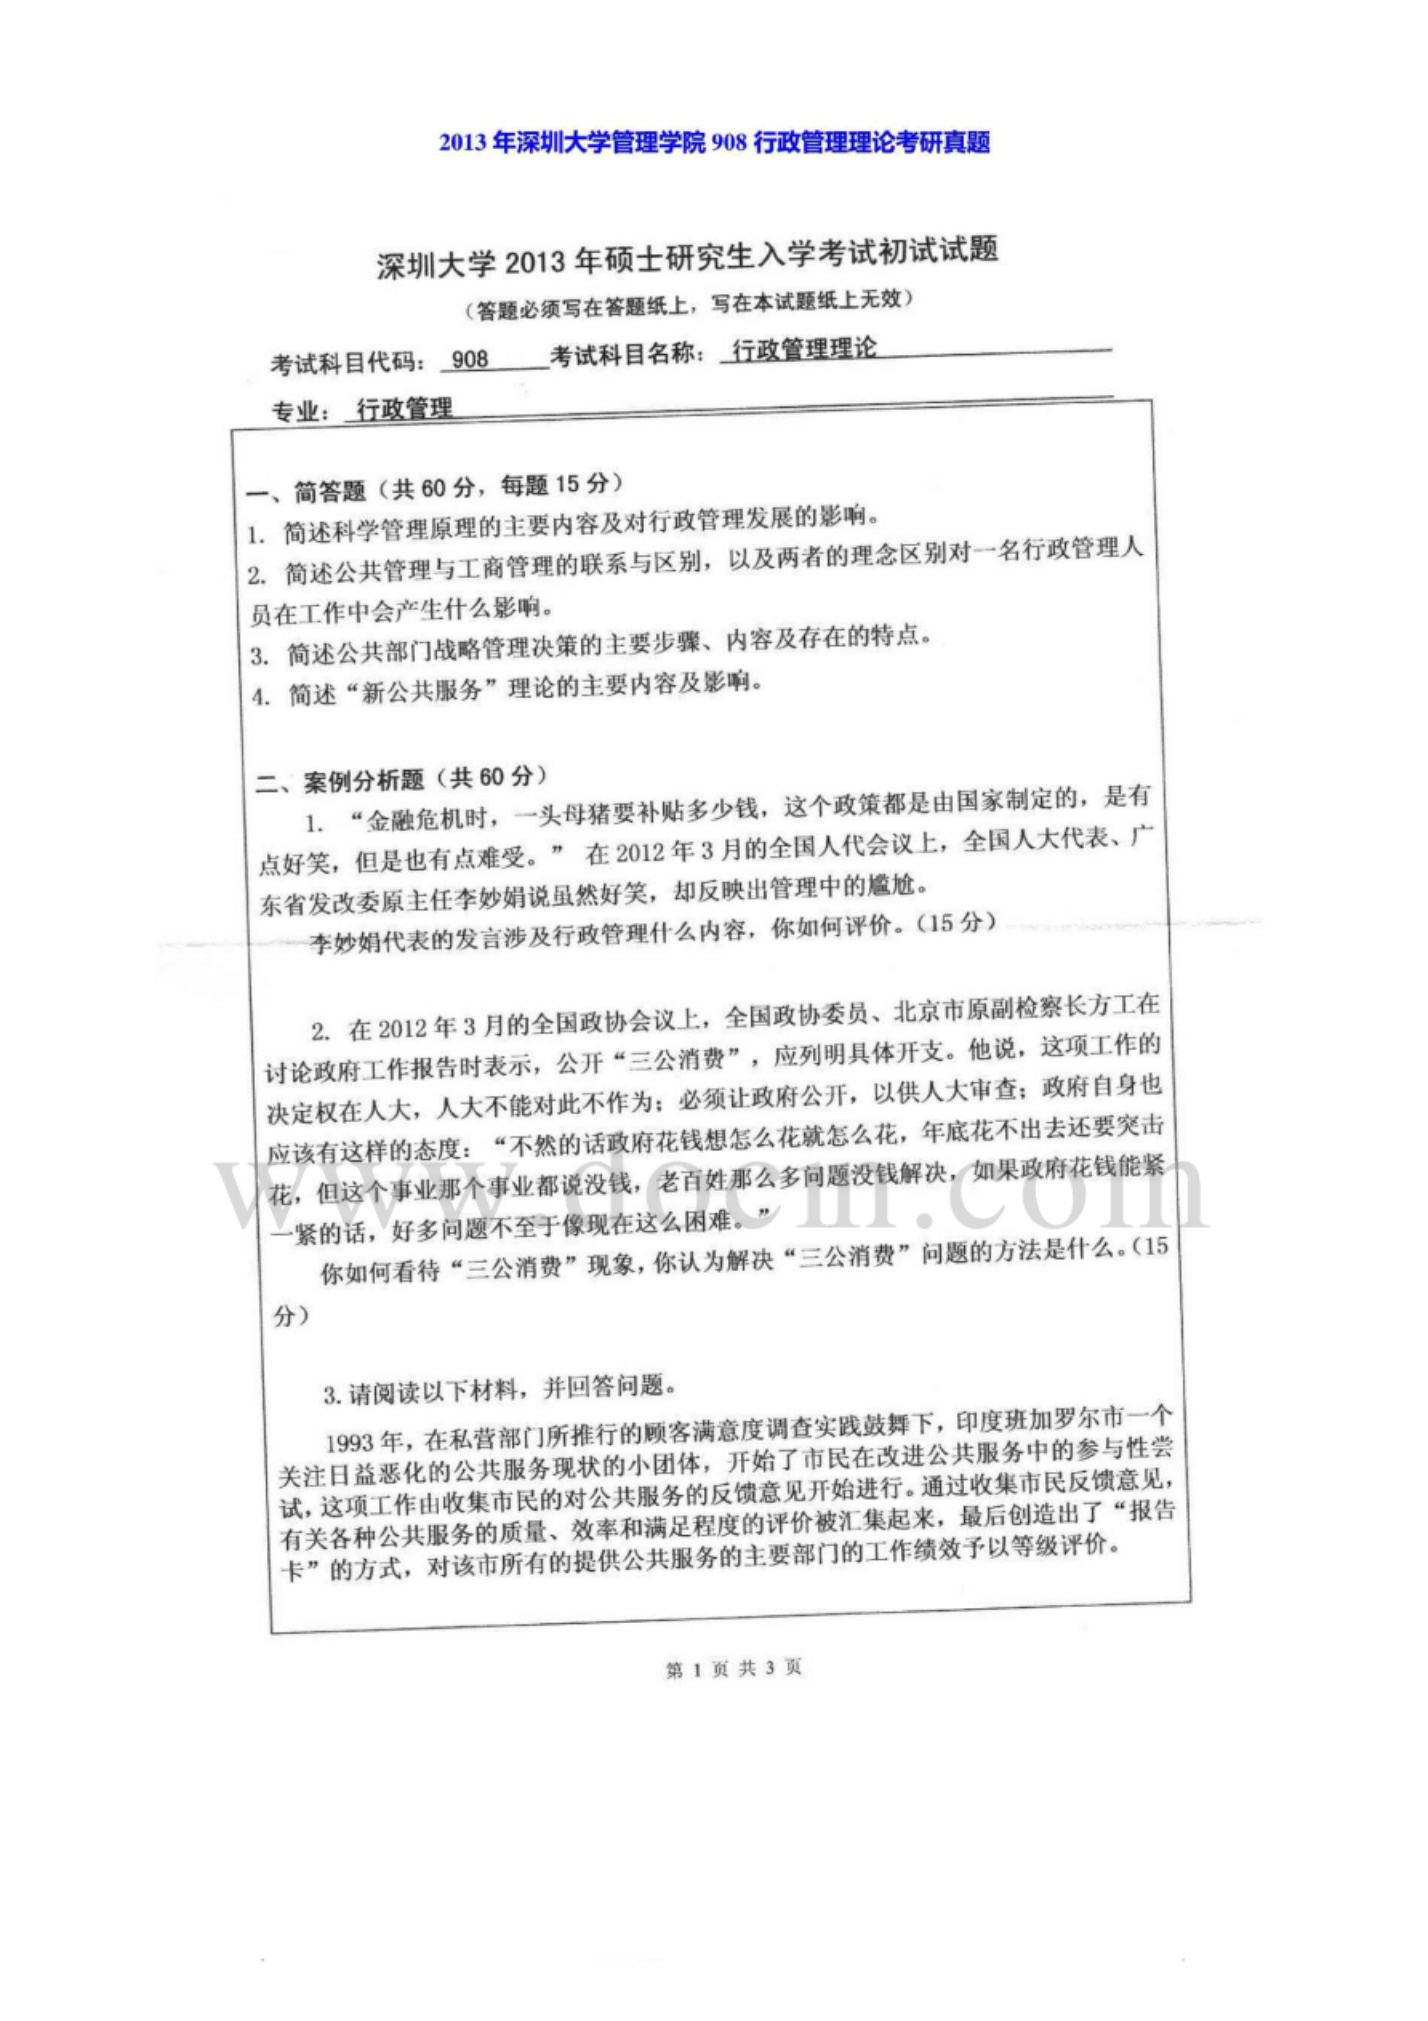 2013 年深圳大学管理学院 908 行政管理理论考研真题
深圳大学 2013 年硕士研究生入学考试初试试题
（答题必须写在答题纸上，写在本试题纸上无效）
考试科目代码： 908 考试科目名称： 行政管理理论
专业： 行政管理
一、简答题（共 60 分，每题 15 分）
1. 简述科学管理原理的主要内容及对行政管理发展的影响。
2. 简述公共管理与工商管理的联系与区别，以及两者的理念区别对一名行政管理人
员在工作中会产生什么影响。
3. 简述公共部门战略管理决策的主要步骤、内容及存在的特点。
4. 简述“新公共服务”理论的主要内容及影响。
二、案例分析题（共 60 分）
1. “金融危机时，一头母猪要补贴多少钱，这个政策都是由国家制定的，是有
点好笑，但是也有点难受。” 在 2012 年 3 月的全国人代会议上，全国人大代表、广
东省发改委原主任李妙娟说虽然好笑，却反映出管理中的尴尬。
李妙娟代表的发言涉及行政管理什么内容，你如何评价。（15 分）
2. 在 2012 年 3 月的全国政协会议上，全国政协委员、北京市原副检察长方工在
讨论政府工作报告时表示，公开“三公消费”，应列明具体开支。他说，这项工作的
决定权在人大，人大不能对此不作为；必须让政府公开，以供人大审查；政府自身也
应该有这样的态度：“不然的话政府花钱想怎么花就怎么花，年底花不出去还要突击
花，但这个事业那个事业都说没钱，老百姓那么多问题没钱解决，如果政府花钱能紧
一紧的话，好多问题不至于像现在这么困难。”
www.docin.com
你如何看待“三公消费”现象，你认为解决“三公消费”问题的方法是什么。（15
分）
3.请阅读以下材料，并回答问题。
1993 年，在私营部门所推行的顾客满意度调查实践鼓舞下，印度班加罗尔市一个
关注日益恶化的公共服务现状的小团体，开始了市民在改进公共服务中的参与性尝
试，这项工作由收集市民的对公共服务的反馈意见开始进行。通过收集市民反馈意见，
有关各种公共服务的质量、效率和满足程度的评价被汇集起来，最后创造出了“报告
卡”的方式，对该市所有的提供公共服务的主要部门的工作绩效予以等级评价。
第 1 页 共 3 页